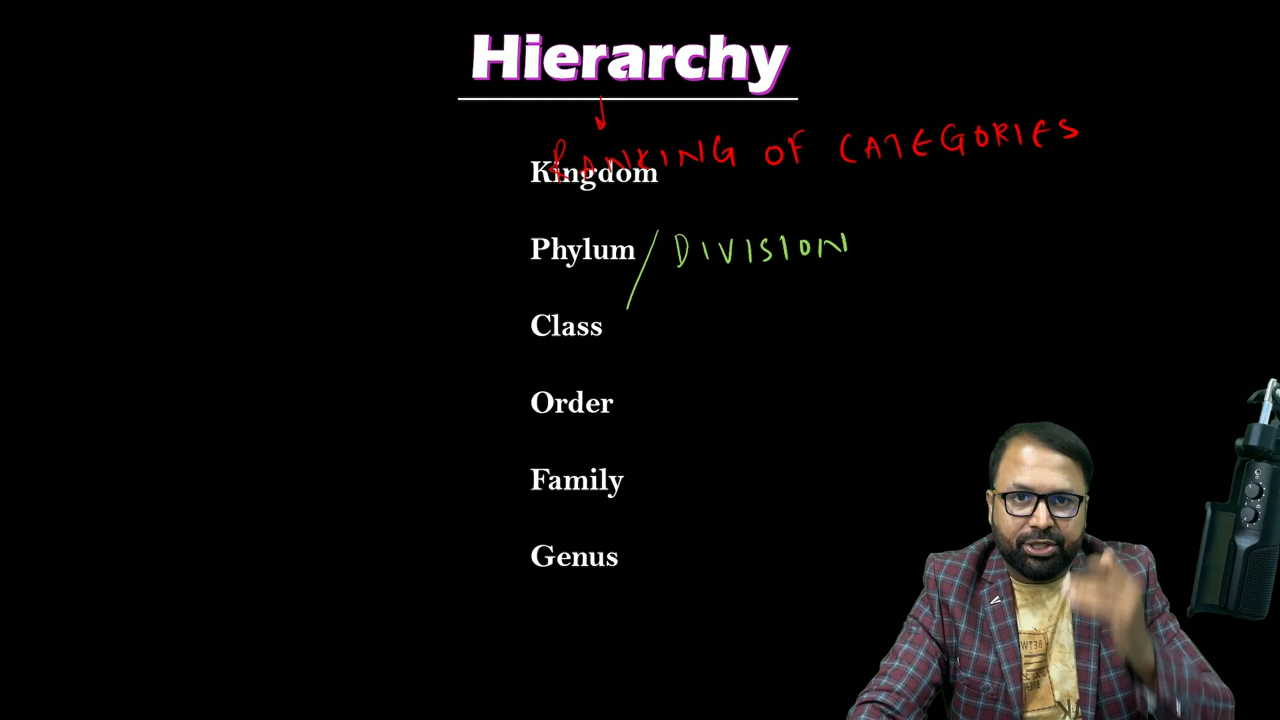 Hierarchy
RANKING OF CATEGORIES
Kingdom
Phylum / DIVISION
Class
Order
Family
Genus